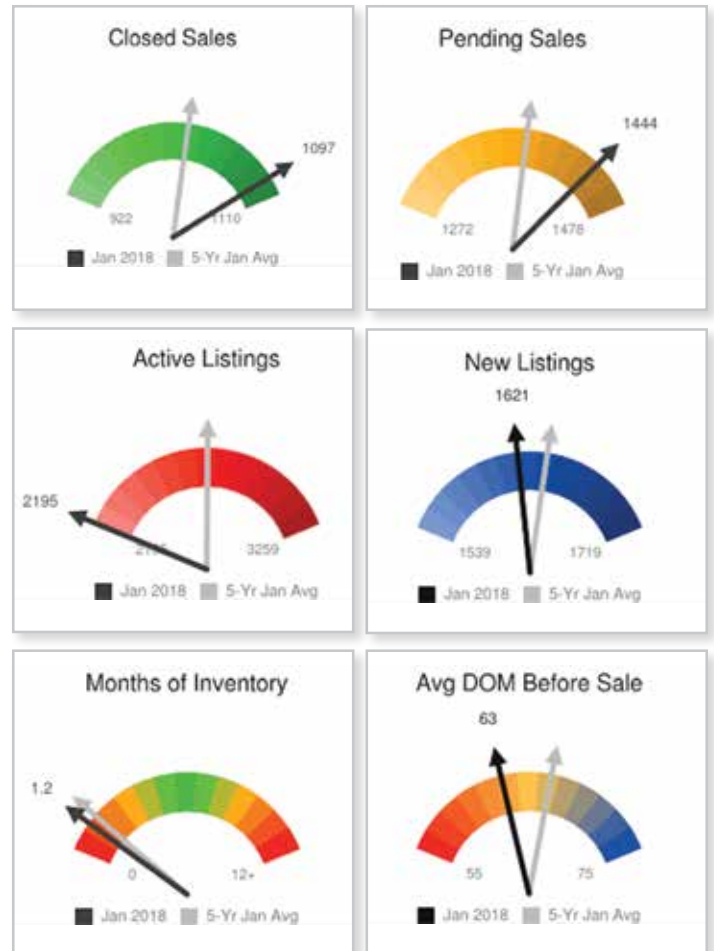 Closed Sales
1097
922
1110
Jan 2018
5-Yr Jan Avg
Pending Sales
1444
1272
1478
Jan 2018
5-Yr Jan Avg
Active Listings
2195
3259
Jan 2018
5-Yr Jan Avg
New Listings
1621
1539
1719
Jan 2018
5-Yr Jan Avg
Months of Inventory
1.2
0
12+
Jan 2018
5-Yr Jan Avg
Avg DOM Before Sale
63
55
75
Jan 2018
5-Yr Jan Avg